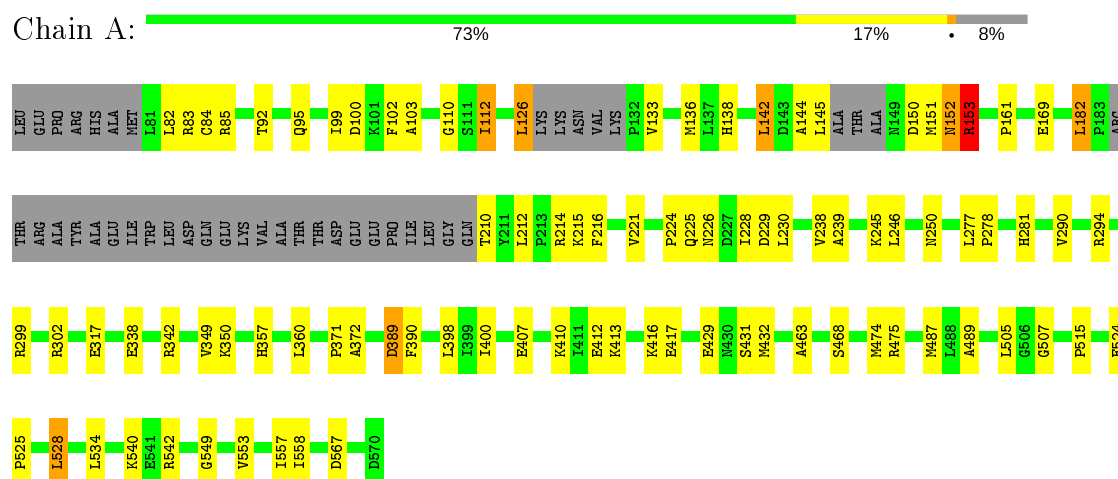 Chain A:
73% 17% • 8%
LEU GLU PRO ARG HIS ALA MET L81 L82 R83 C84 R85 T92 Q95 I99 D100 K101 F102 A103 G110 S111 I112 L126 LYS LYS ASN VAL LYS P132 V133 M136 L137 H138 L142 D143 A144 L145 ALA THR ALA N149 D150 M151 N152 R153 P161 E169 L182 P183 ARG
THR ARG ALA TYR ALA GLU ILE TRP LEU ASP GLN GLU LYS VAL ALA THR THR ASP GLU GLU PRO ILE LEU GLY GLN T210 Y211 L212 P213 R214 K215 F216 V221 P224 Q225 N226 D227 I228 D229 L230 V238 A239 K245 L246 N250 L277 P278 H281 V290 R294
R299 R302 E317 E338 R342 V349 K350 H357 L360 P371 A372 D389 F390 L398 I399 I400 E407 K410 I411 E412 K413 K416 E417 E429 N430 S431 M432 A463 S468 M474 R475 M487 L488 A489 L505 G506 G507 P515
P525 L528 L534 K540 E541 R542 G549 V553 I557 I558 D567 D570